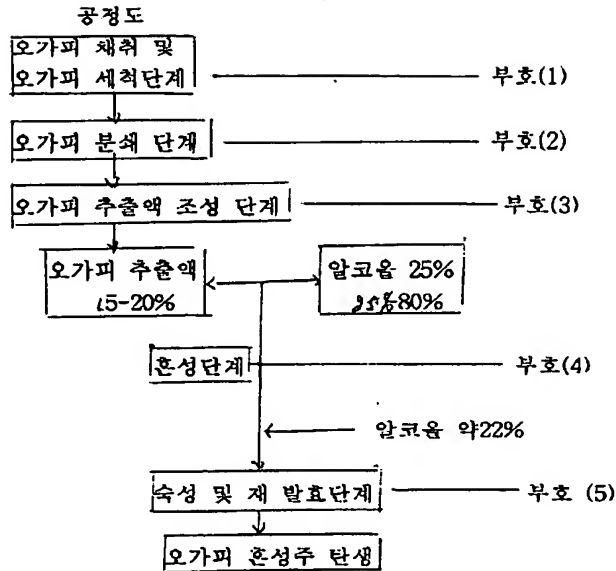 공정도
오가피 채취 및
오가피 세척단계
부호(1)
오가피 분쇄 단계
부호(2)
오가피 추출액 조성 단계
부호(3)
오가피 추출액
15-20%
알코올 25%
80%
혼성단계
부호(4)
알코올 약22%
숙성 및 재 발효단계
부호 (5)
오가피 혼성주 탄생